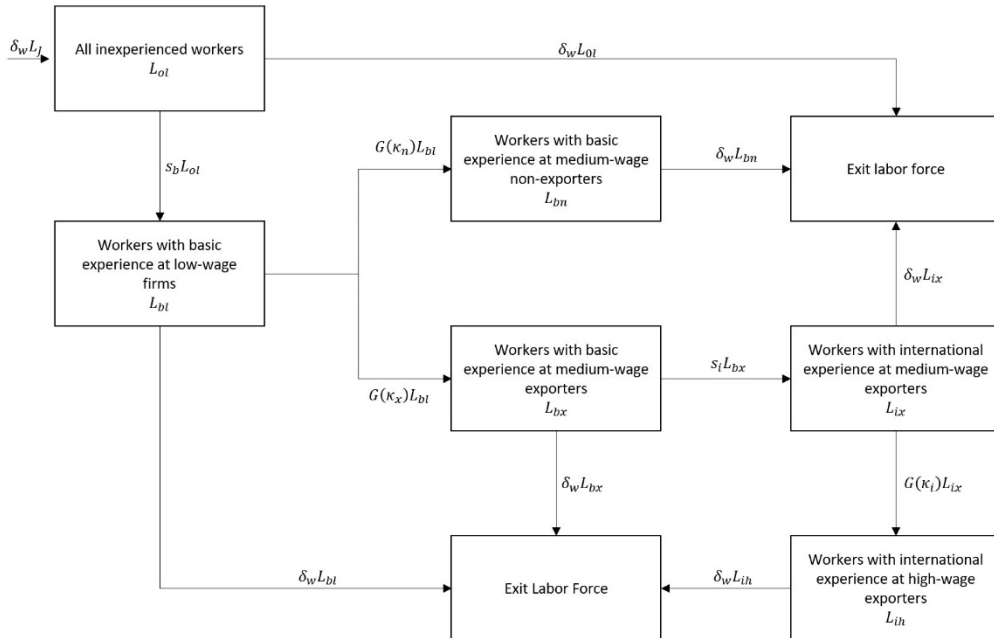 δ_w L_J
All inexperienced workers
L_ol
δ_w L_0l
s_b L_ol
G(κ_n)L_bl
Workers with basic
experience at medium-wage
non-exporters
L_bn
δ_w L_bn
Exit labor force
Workers with basic
experience at low-wage
firms
L_bl
δ_w L_ix
G(κ_x)L_bl
Workers with basic
experience at medium-wage
exporters
L_bx
s_i L_bx
Workers with international
experience at medium-wage
exporters
L_ix
δ_w L_bx
G(κ_i)L_ix
δ_w L_bl
Exit Labor Force
δ_w L_ih
Workers with international
experience at high-wage
exporters
L_ih